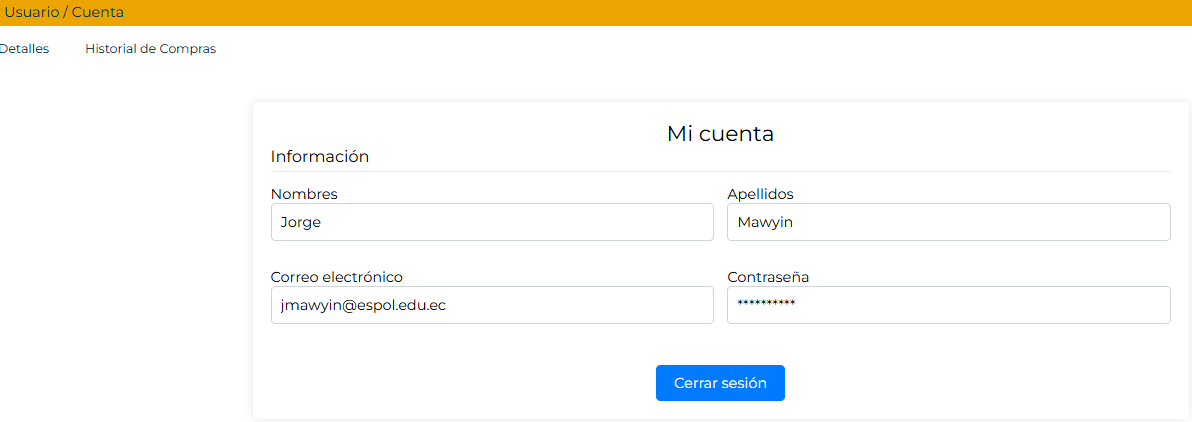 Usuario / Cuenta
Detalles Historial de Compras
Mi cuenta
Información
Nombres Apellidos
Jorge Mawyin
Correo electrónico Contraseña
jmawyin@espol.edu.ec **********
Cerrar sesión